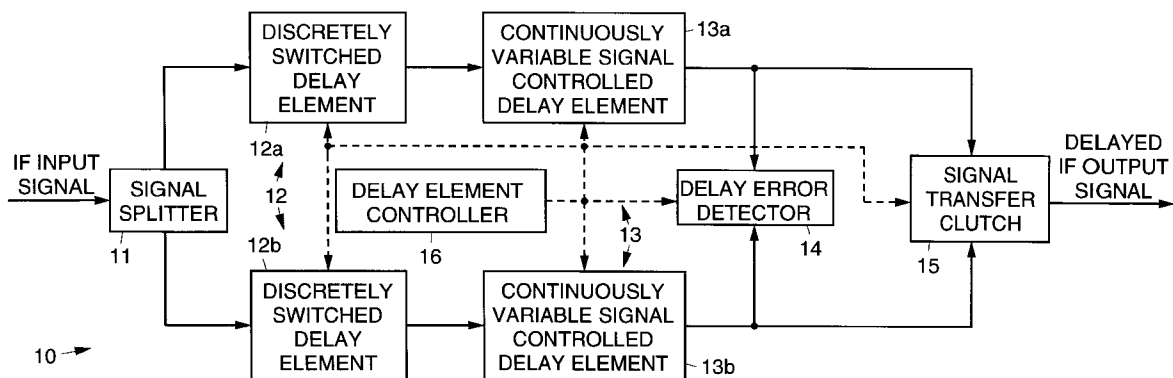 DISCRETELY
SWITCHED
DELAY
ELEMENT
12a
CONTINUOUSLY
VARIABLE SIGNAL
CONTROLLED
DELAY ELEMENT
13a
IF INPUT
SIGNAL
SIGNAL
SPLITTER
11
12
DELAY ELEMENT
CONTROLLER
16
13
DELAY ERROR
DETECTOR
14
SIGNAL
TRANSFER
CLUTCH
15
DELAYED
IF OUTPUT
SIGNAL
12b
DISCRETELY
SWITCHED
DELAY
ELEMENT
CONTINUOUSLY
VARIABLE SIGNAL
CONTROLLED
DELAY ELEMENT
13b
10